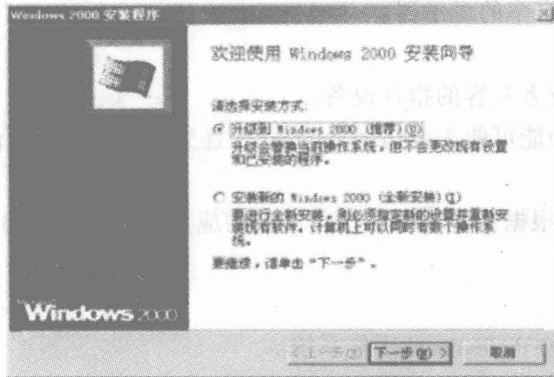 Windows 2000 安装程序
欢迎使用 Windows 2000 安装向导
请选择安装方式:
升级到 Windows 2000 (推荐)(U)
升级会替换当前操作系统,但不会更改现有设置
和已安装的程序。
安装新的 Windows 2000 (全新安装)(I)
要进行全新安装,则必须指定新的设置并重新安
装现有软件。计算机上可以同时有数个操作系
统。
要继续,请单击“下一步”。
Windows 2000
上一步(B) 下一步(N) > 取消